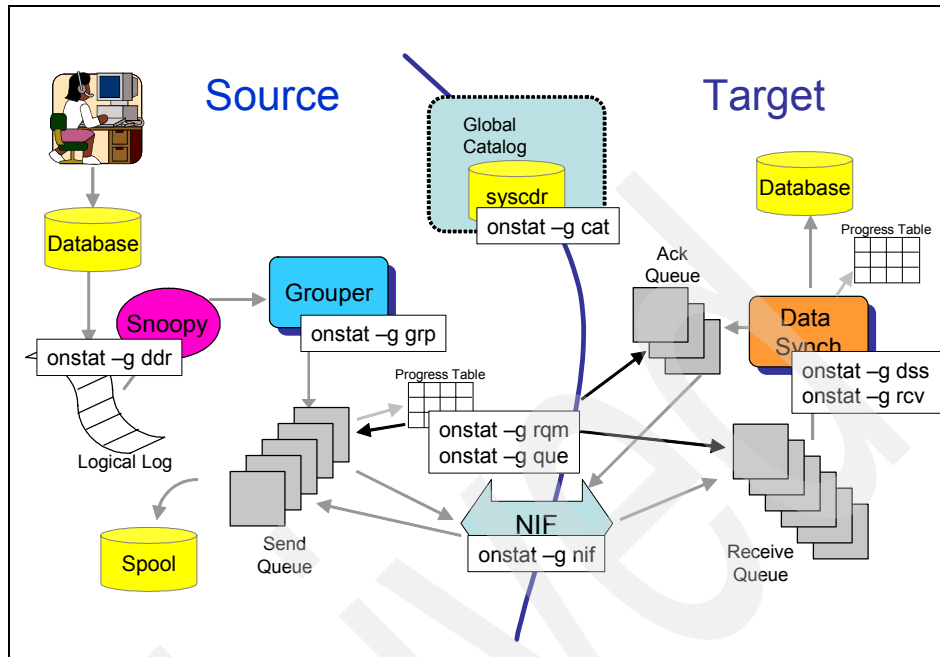 Source
Target
Global
Catalog
syscdr
onstat –g cat
Database
Database
Progress Table
Ack
Queue
Grouper
onstat –g grp
Snoopy
onstat –g ddr
Data
Synch
onstat –g dss
onstat –g rcv
Progress Table
onstat –g rqm
onstat –g que
Logical Log
NIF
onstat –g nif
Send
Queue
Spool
Receive
Queue